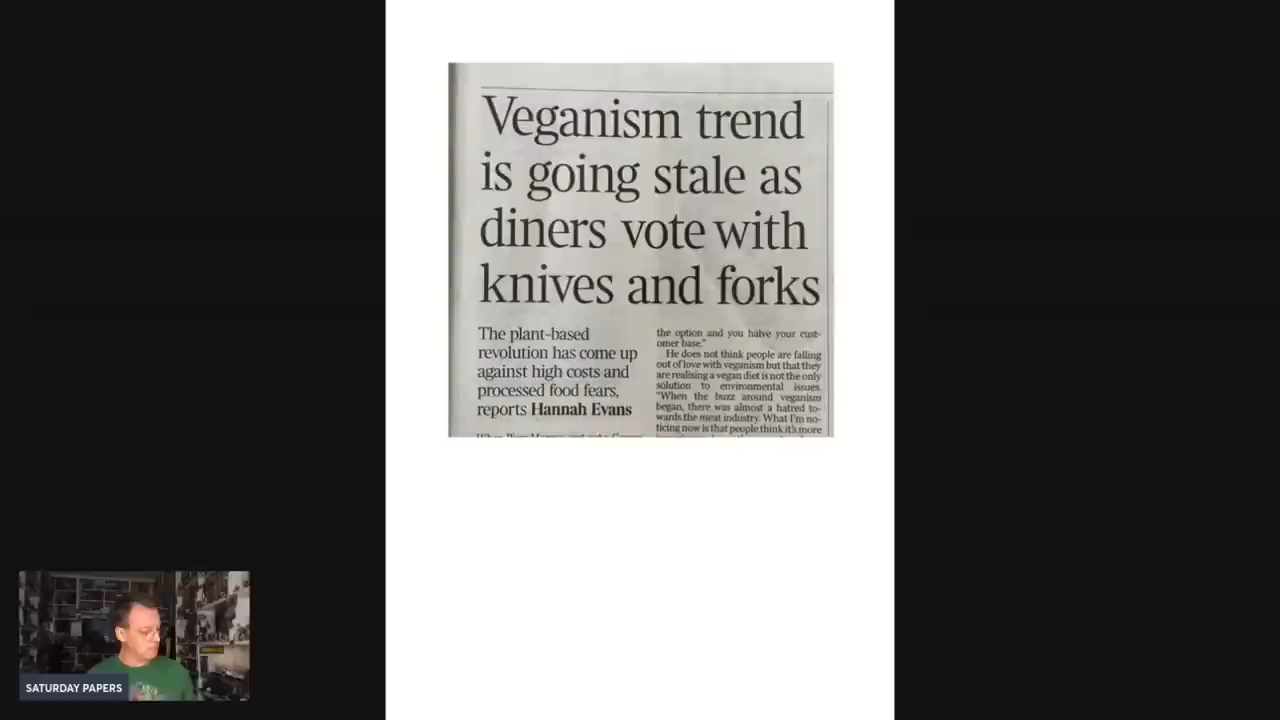 Veganism trend
is going stale as
diners vote with
knives and forks
The plant-based
revolution has come up
against high costs and
processed food fears,
reports Hannah Evans
the option and you halve your cust-
omer base."
He does not think people are falling
out of love with veganism but that they
are realising a vegan diet is not the only
solution to environmental issues.
"When the buzz around veganism
began, there was almost a hatred to-
wards the meat industry. What I'm no-
ticing now is that people think it's more
SATURDAY PAPERS